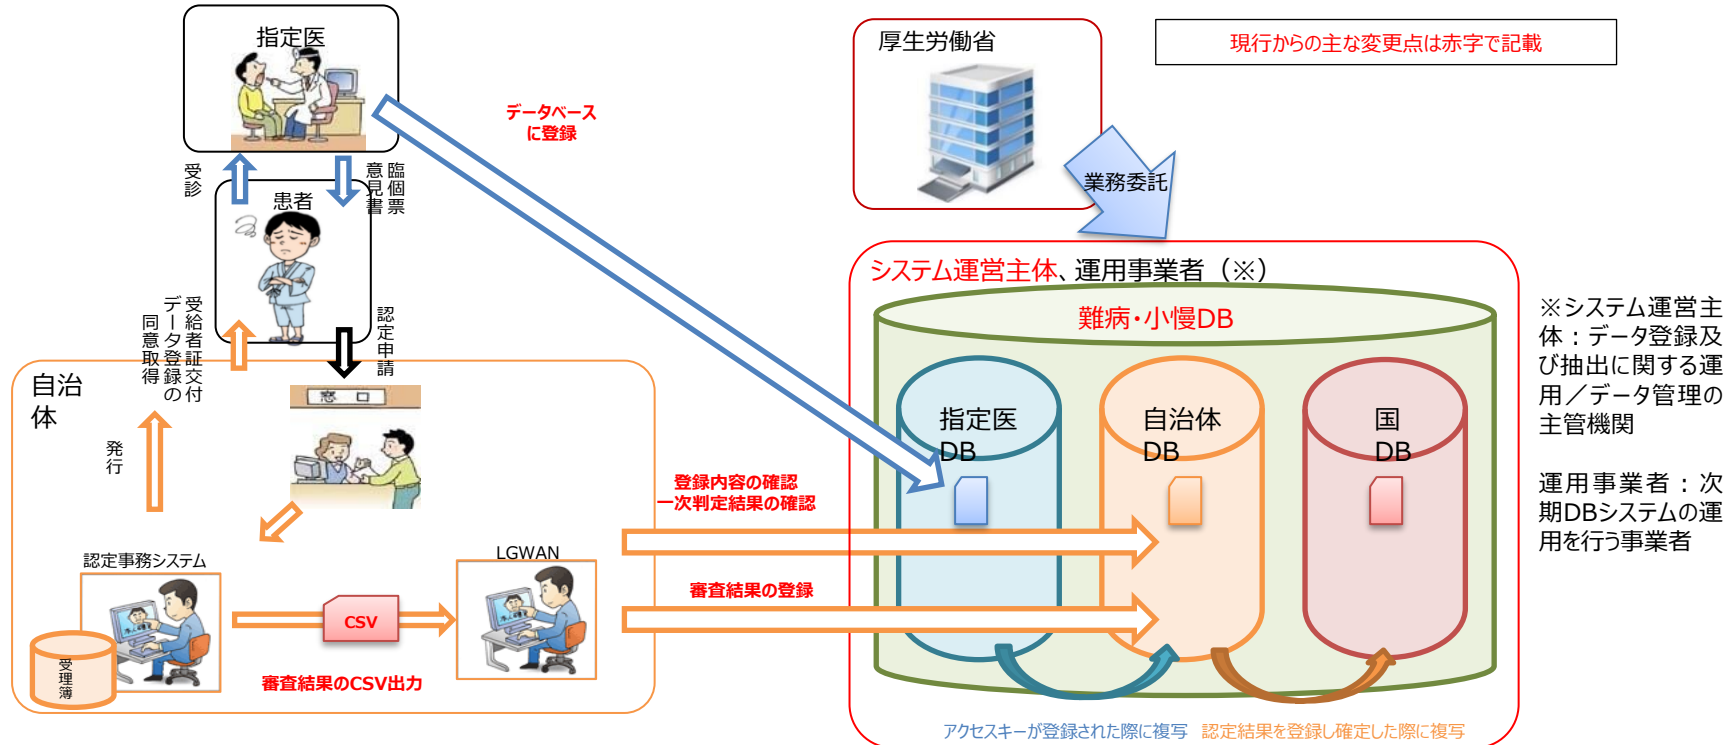 指定医
厚生労働省
現行からの主な変更点は赤字で記載
データベース
に登録
受診
臨個票
意見書
業務委託
患者
システム運営主体、運用事業者（※）
難病・小慢DB
受給者証交付
データ登録の
同意取得
認定申請
※システム運営主
体：データ登録及
び抽出に関する運
用／データ管理の
主管機関
運用事業者：次
期DBシステムの運
用を行う事業者
自治
体
窓 口
指定医
DB
自治体
DB
国
DB
発行
登録内容の確認
一次判定結果の確認
認定事務システム
LGWAN
審査結果の登録
CSV
受理簿
審査結果のCSV出力
アクセスキーが登録された際に複写
認定結果を登録し確定した際に複写